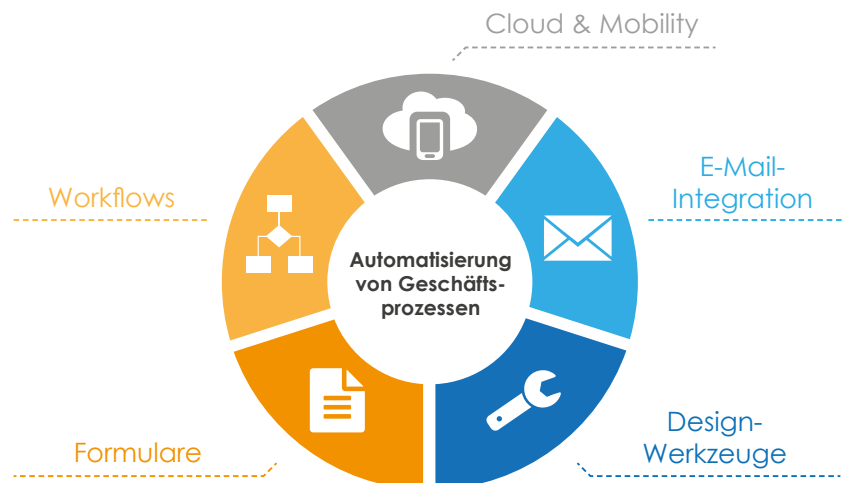 Cloud & Mobility
E-Mail-
Integration
Workflows
Automatisierung
von Geschäfts-
prozessen
Design-
Werkzeuge
Formulare